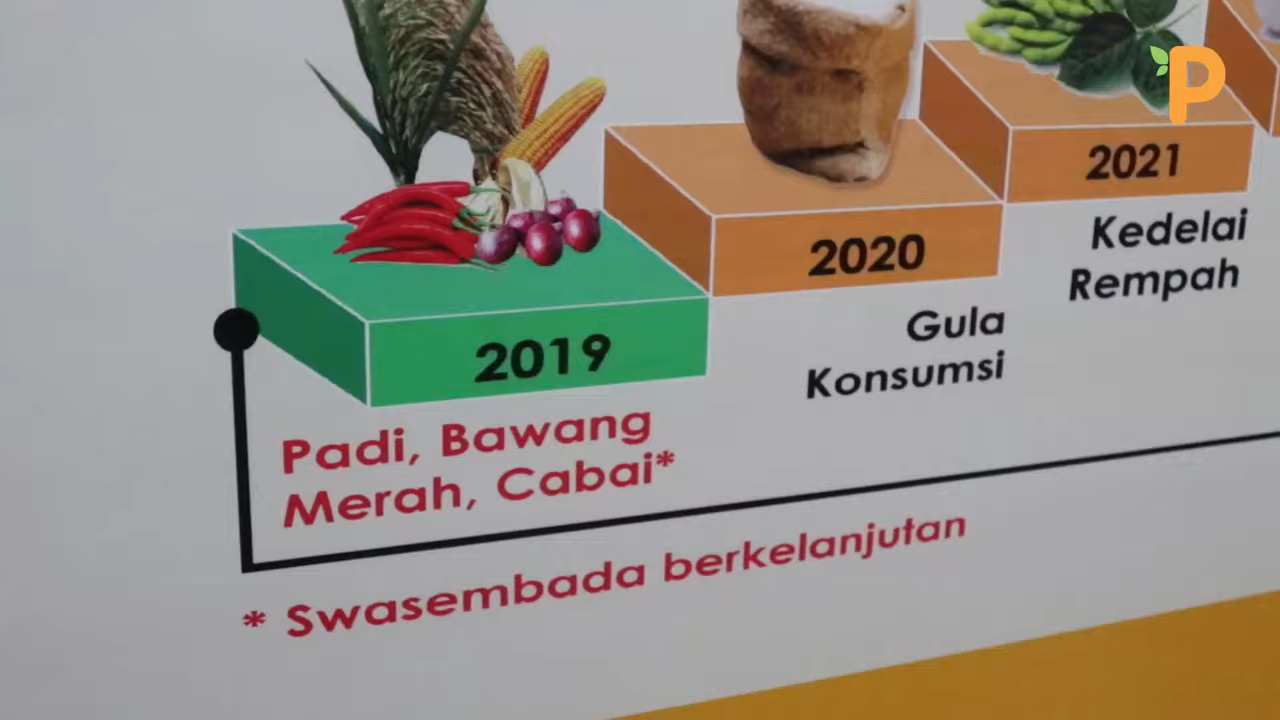 P
2021
Kedelai
Rempah
2020
Gula
Konsumsi
2019
Padi, Bawang
Merah, Cabai*
* Swasembada berkelanjutan